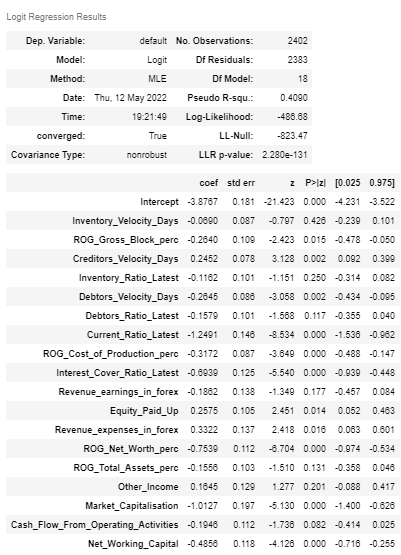 Logit Regression Results
Dep. Variable: default No. Observations: 2402
Model: Logit Df Residuals: 2383
Method: MLE Df Model: 18
Date: Thu, 12 May 2022 Pseudo R-squ.: 0.4090
Time: 19:21:49 Log-Likelihood: -486.68
converged: True LL-Null: -823.47
Covariance Type: nonrobust LLR p-value: 2.280e-131
coef std err z P>|z| [0.025 0.975]
Intercept -3.8767 0.181 -21.423 0.000 -4.231 -3.522
Inventory_Velocity_Days -0.0690 0.087 -0.797 0.426 -0.239 0.101
ROG_Gross_Block_perc -0.2640 0.109 -2.423 0.015 -0.478 -0.050
Creditors_Velocity_Days 0.2452 0.078 3.128 0.002 0.092 0.399
Inventory_Ratio_Latest -0.1162 0.101 -1.151 0.250 -0.314 0.082
Debtors_Velocity_Days -0.2645 0.086 -3.058 0.002 -0.434 -0.095
Debtors_Ratio_Latest -0.1579 0.101 -1.568 0.117 -0.355 0.040
Current_Ratio_Latest -1.2491 0.146 -8.534 0.000 -1.536 -0.962
ROG_Cost_of_Production_perc -0.3172 0.087 -3.649 0.000 -0.488 -0.147
Interest_Cover_Ratio_Latest -0.6939 0.125 -5.540 0.000 -0.939 -0.448
Revenue_earnings_in_forex -0.1862 0.138 -1.349 0.177 -0.457 0.084
Equity_Paid_Up 0.2575 0.105 2.451 0.014 0.052 0.463
Revenue_expenses_in_forex 0.3322 0.137 2.418 0.016 0.063 0.601
ROG_Net_Worth_perc -0.7539 0.112 -6.704 0.000 -0.974 -0.534
ROG_Total_Assets_perc -0.1556 0.103 -1.510 0.131 -0.358 0.046
Other_Income 0.1645 0.129 1.277 0.201 -0.088 0.417
Market_Capitalisation -1.0127 0.197 -5.130 0.000 -1.400 -0.626
Cash_Flow_From_Operating_Activities -0.1946 0.112 -1.736 0.082 -0.414 0.025
Net_Working_Capital -0.4856 0.118 -4.126 0.000 -0.716 -0.255